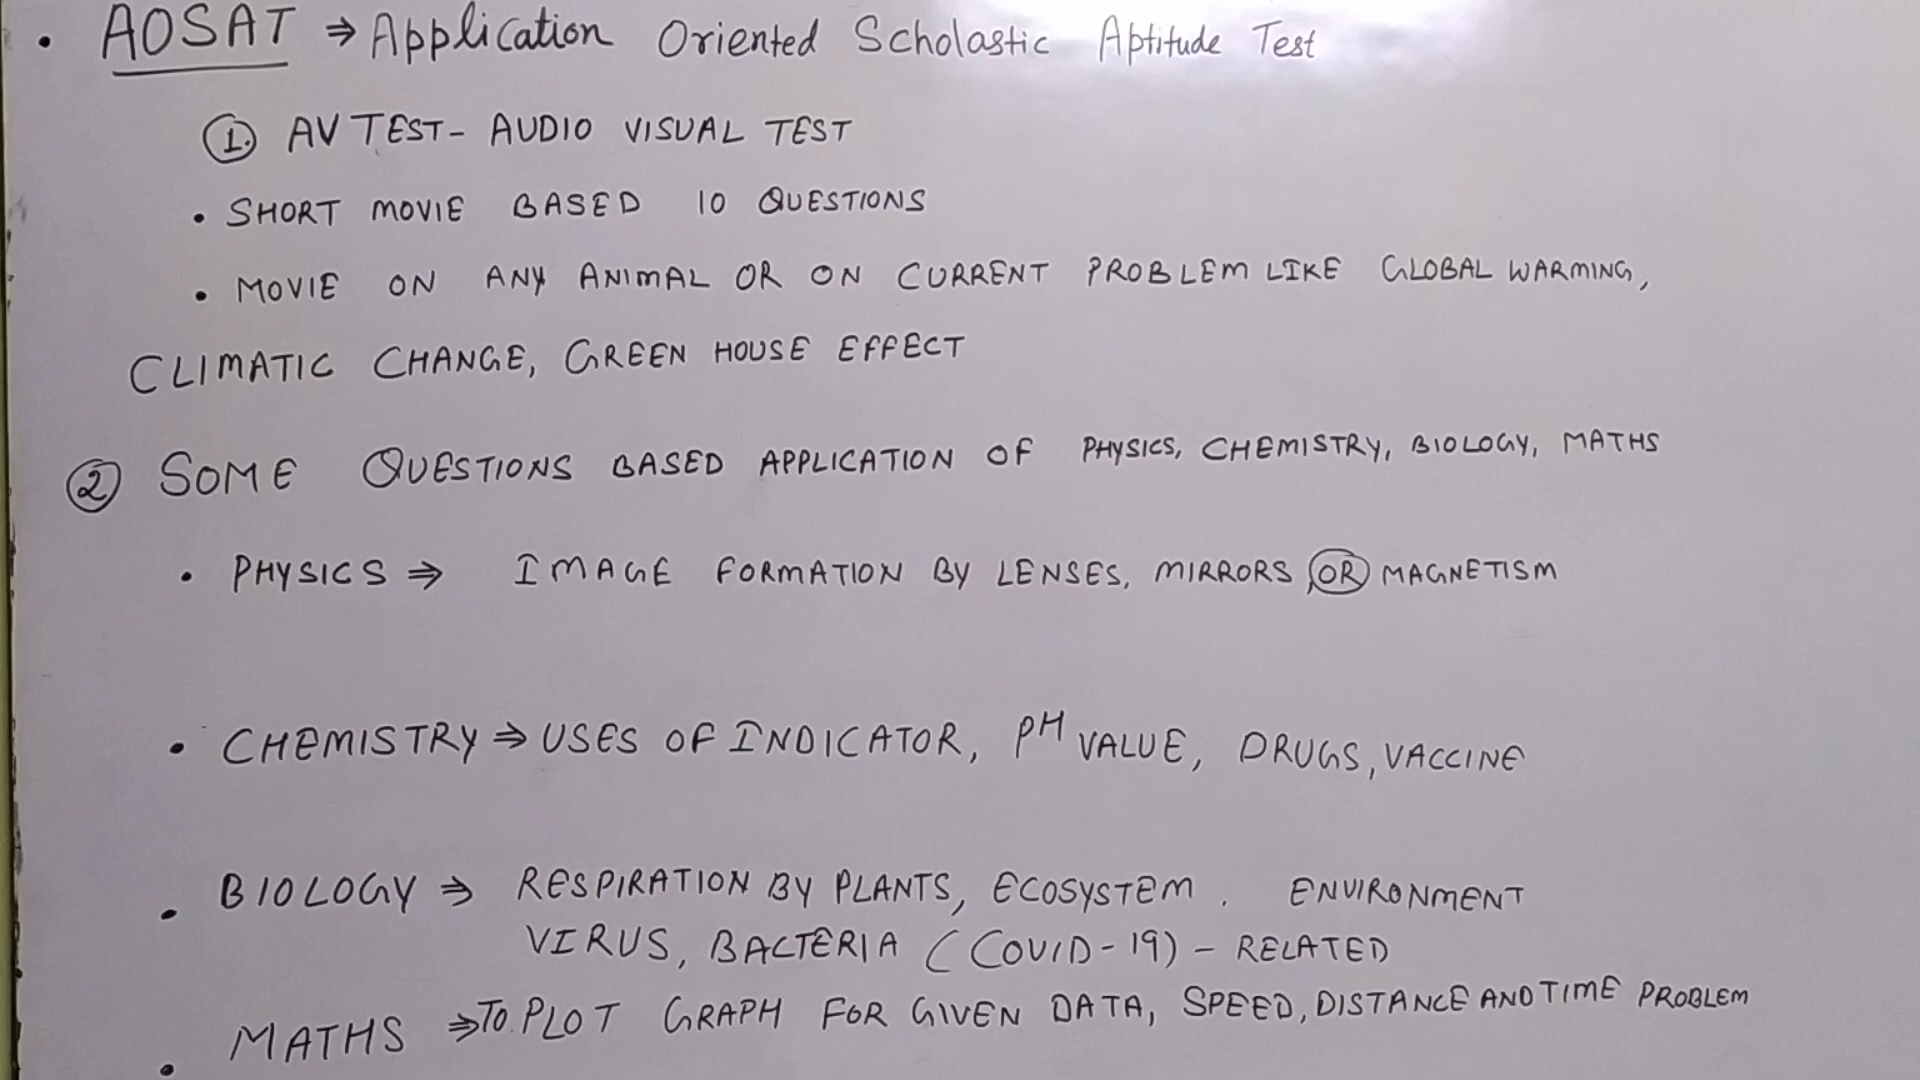 • AOSAT ⇒ Application Oriented Scholastic Aptitude Test
① AV TEST - AUDIO VISUAL TEST
• SHORT MOVIE BASED 10 QUESTIONS
• MOVIE ON ANY ANIMAL OR ON CURRENT PROBLEM LIKE GLOBAL WARMING,
CLIMATIC CHANGE, GREEN HOUSE EFFECT
② SOME QUESTIONS BASED APPLICATION OF PHYSICS, CHEMISTRY, BIOLOGY, MATHS
• PHYSICS ⇒ IMAGE FORMATION BY LENSES, MIRRORS OR MAGNETISM
• CHEMISTRY ⇒ USES OF INDICATOR, PH VALUE, DRUGS, VACCINE
• BIOLOGY ⇒ RESPIRATION BY PLANTS, ECOSYSTEM. ENVIRONMENT
VIRUS, BACTERIA (COVID-19) - RELATED
• MATHS ⇒ TO PLOT GRAPH FOR GIVEN DATA, SPEED, DISTANCE AND TIME PROBLEM